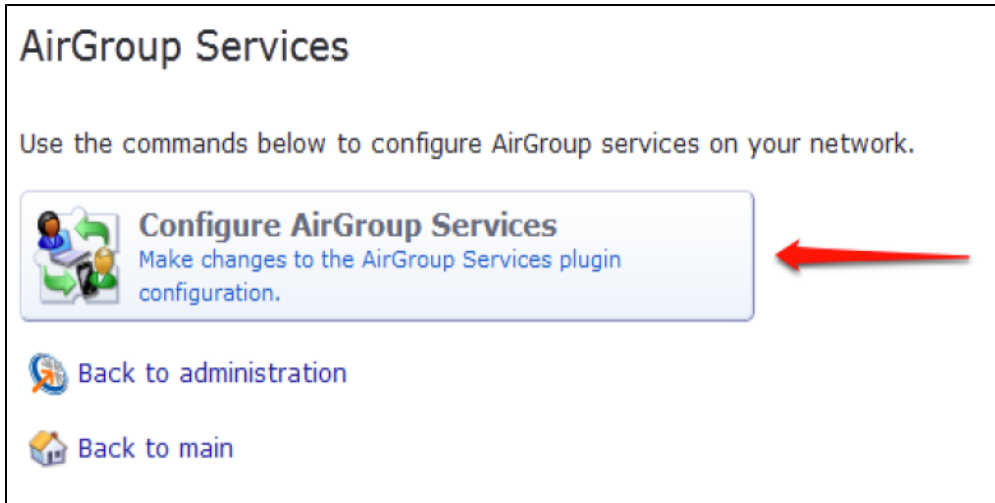 AirGroup Services
Use the commands below to configure AirGroup services on your network.
Configure AirGroup Services
Make changes to the AirGroup Services plugin
configuration.
Back to administration
Back to main